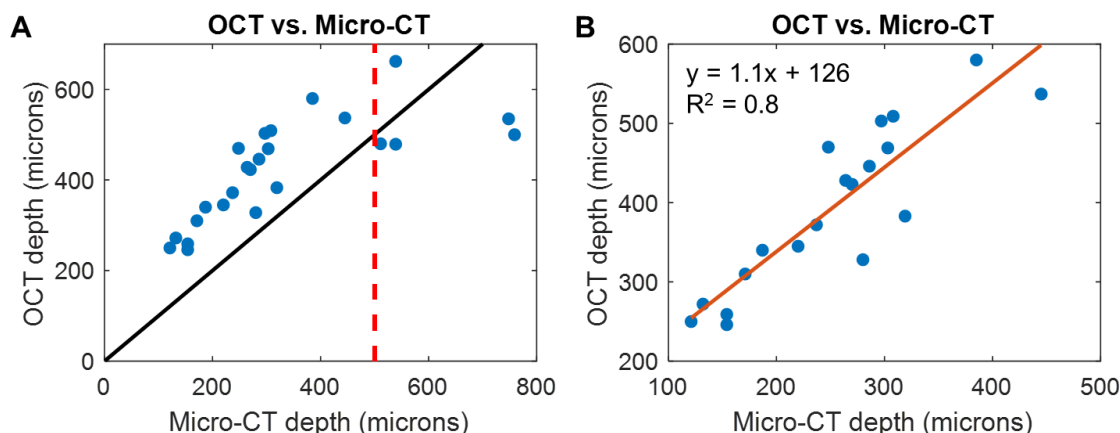 A
OCT vs. Micro-CT
OCT depth (microns)
600
400
200
0
0 200 400 600 800
Micro-CT depth (microns)
B
OCT vs. Micro-CT
y = 1.1x + 126
R² = 0.8
OCT depth (microns)
600
500
400
300
200
100 200 300 400 500
Micro-CT depth (microns)